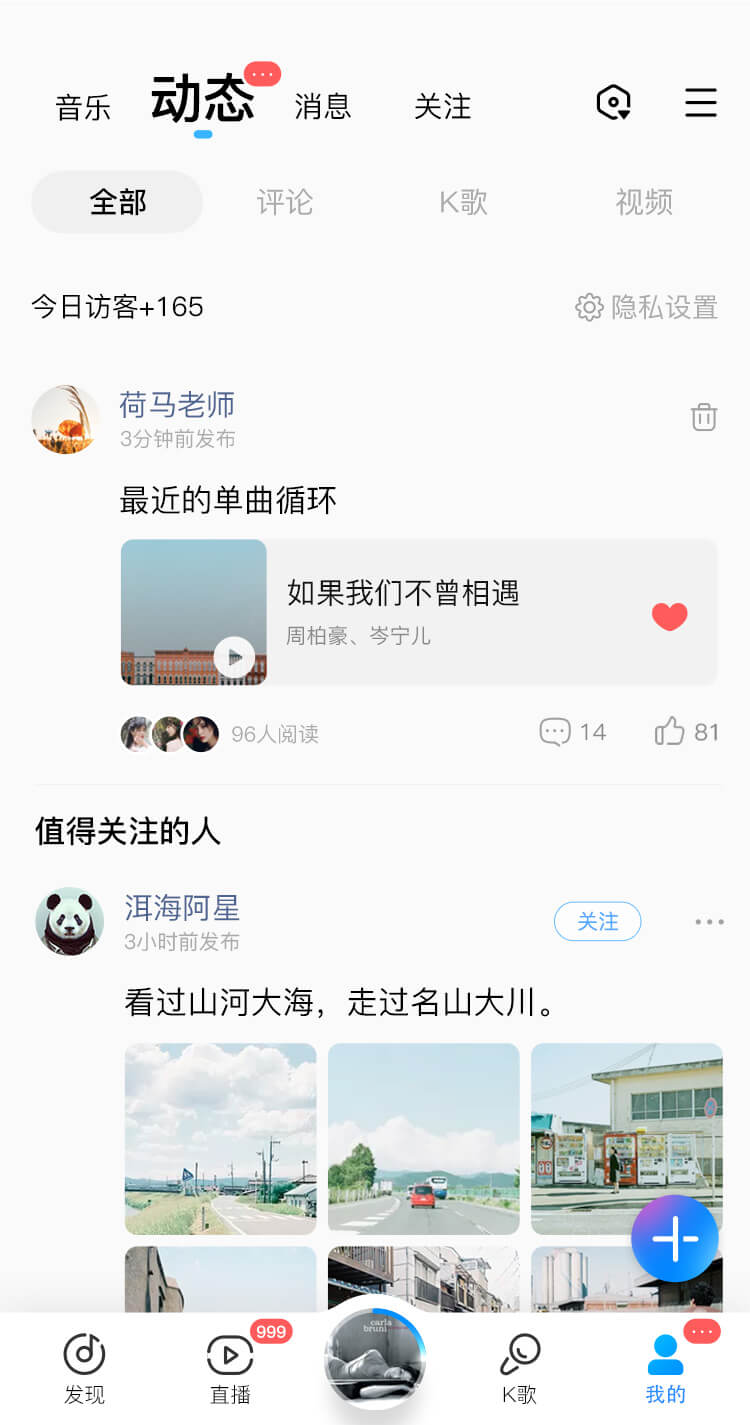 音乐 动态 消息 关注
全部 评论 K歌 视频
今日访客+165 隐私设置
荷马老师
3分钟前发布
最近的单曲循环
如果我们不曾相遇
周柏豪、岑宁儿
96人阅读 14 81
值得关注的人
洱海阿星 关注
3小时前发布
看过山河大海，走过名山大川。
carla
bruni
999
发现 直播 K歌 我的